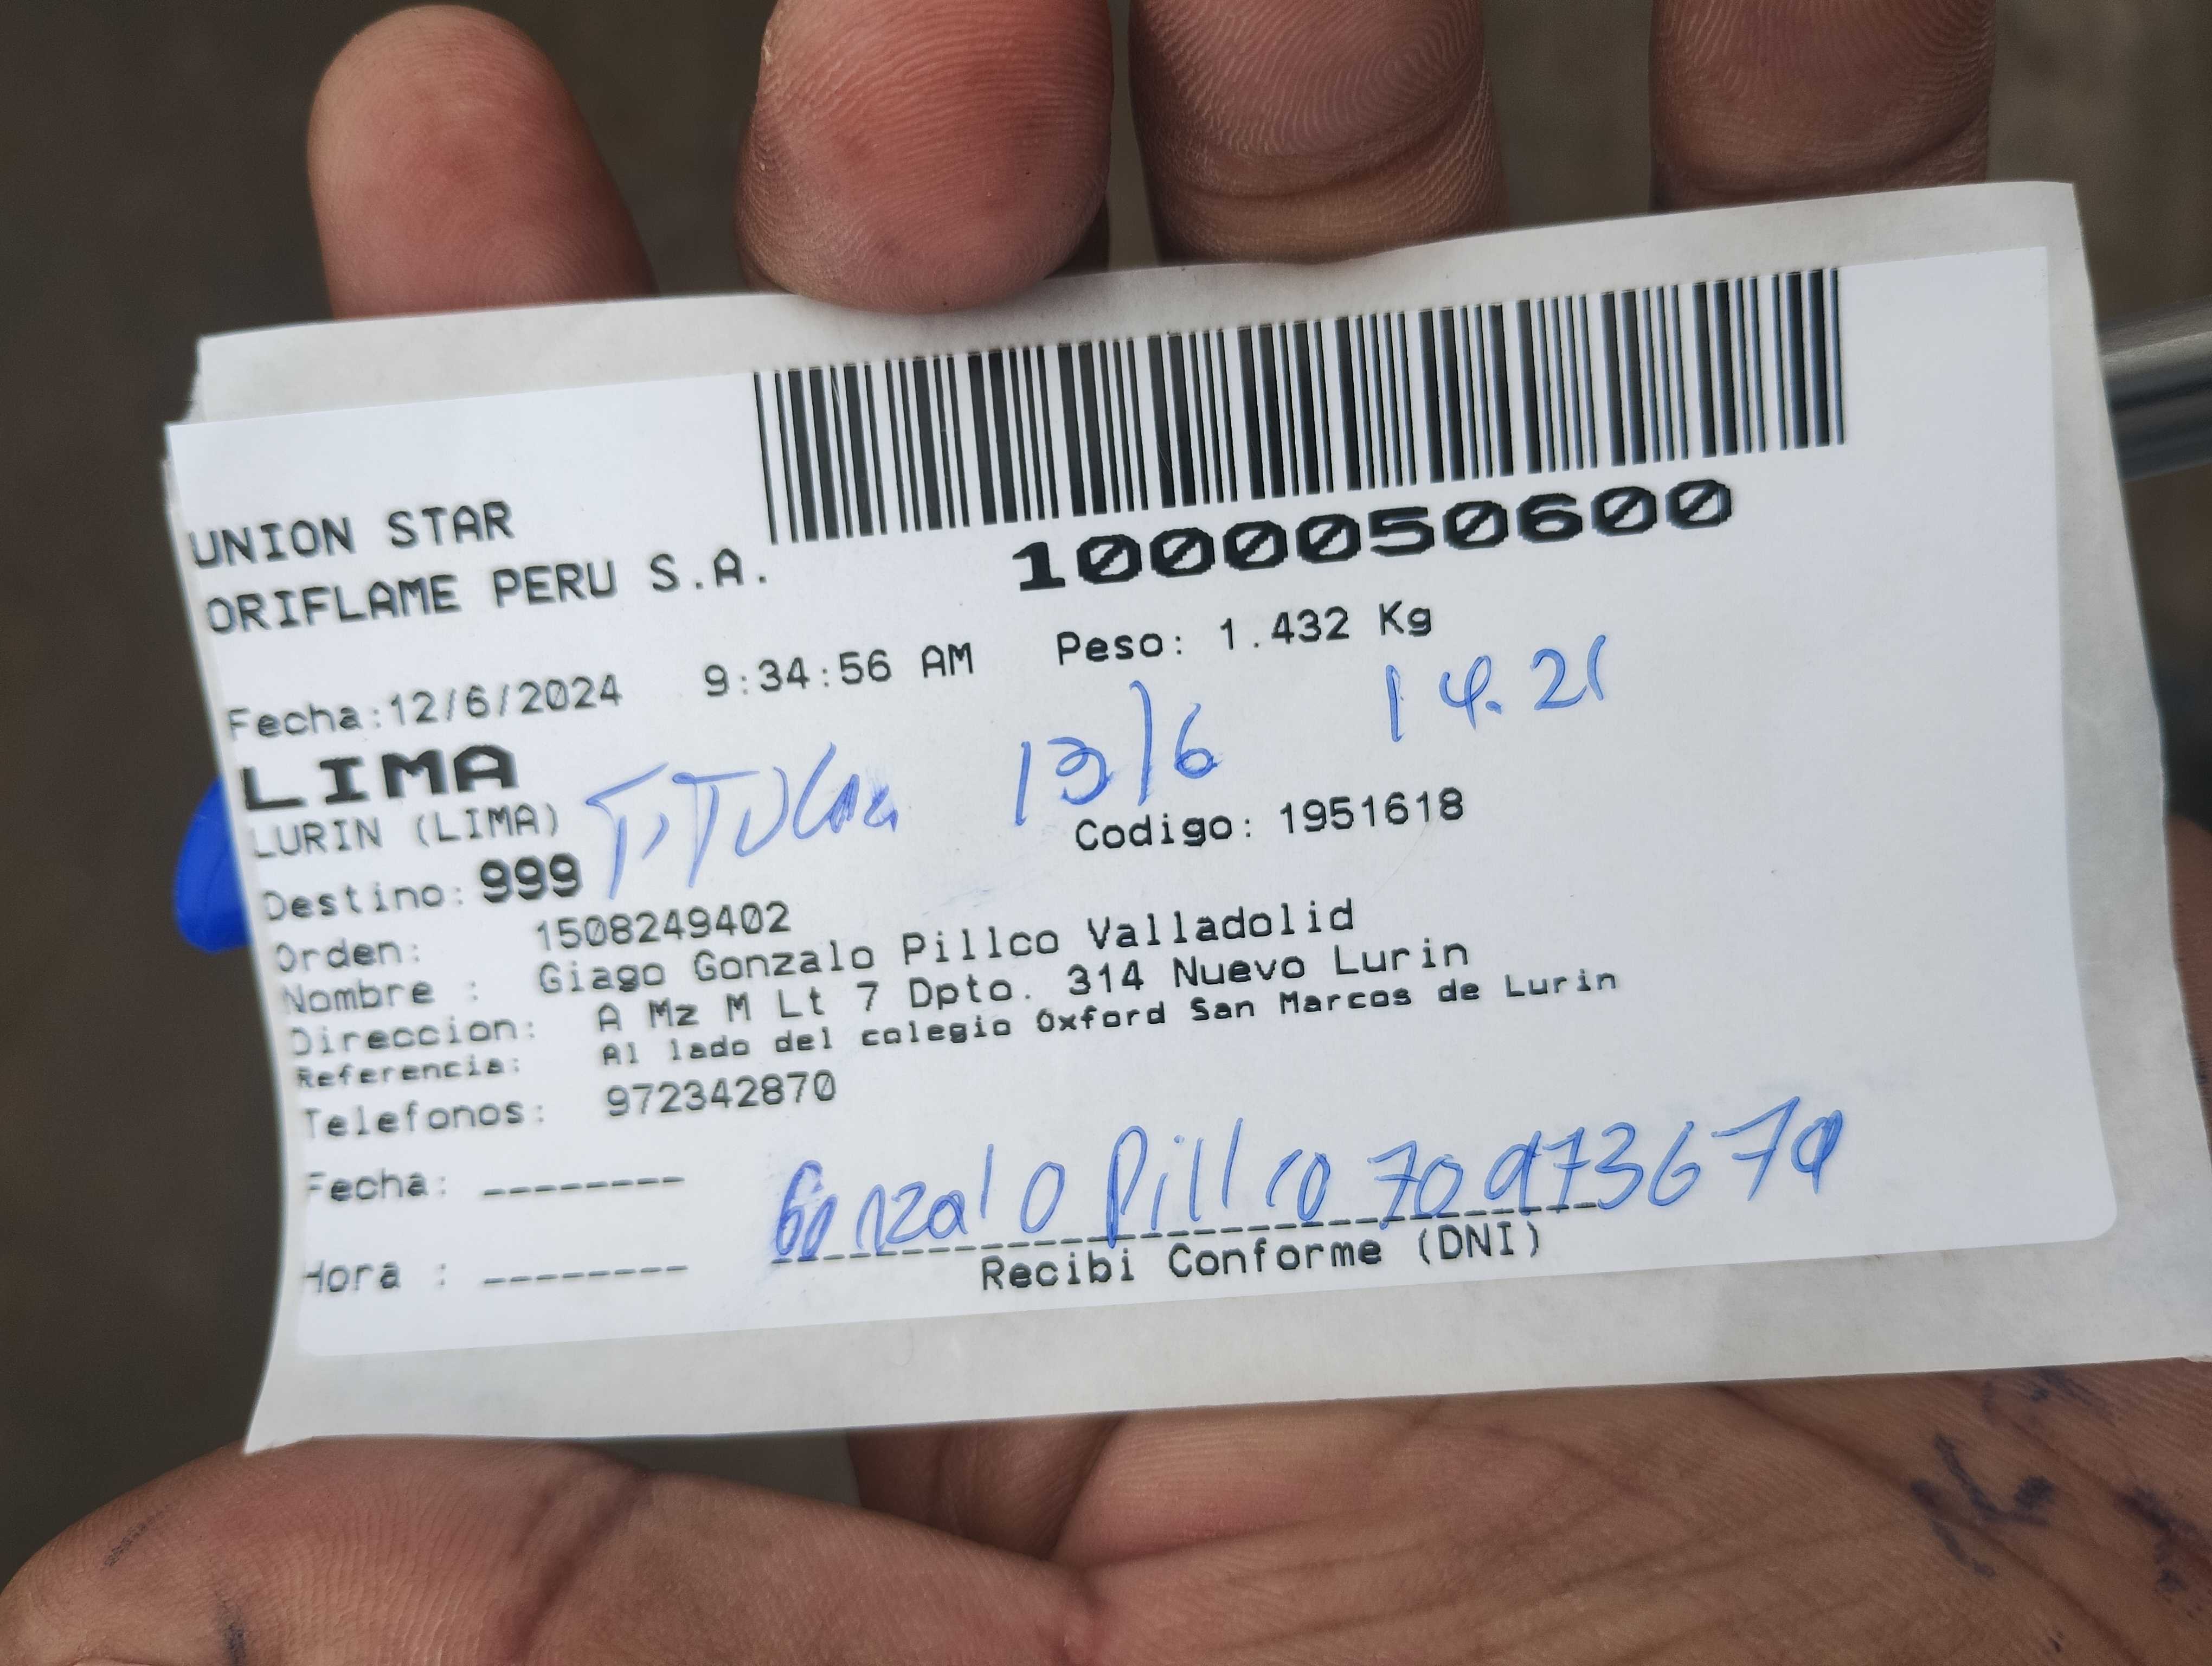 UNION STAR
ORIFLAME PERU S.A.
1000050600
Fecha:12/6/2024 9:34:56 AM Peso: 1.432 Kg
LIMA
13/6 14.21
LURIN (LIMA) TITULAR
Codigo: 1951618
Destino: 999
Orden: 1508249402
Nombre : Giago Gonzalo Pillco Valladolid
Direccion: A Mz M Lt 7 Dpto. 314 Nuevo Lurin
Referencia: Al lado del colegio Oxford San Marcos de Lurin
Telefonos: 972342870
Fecha: --------
Gonzalo Pillco
Hora : --------
Recibi Conforme (DNI)